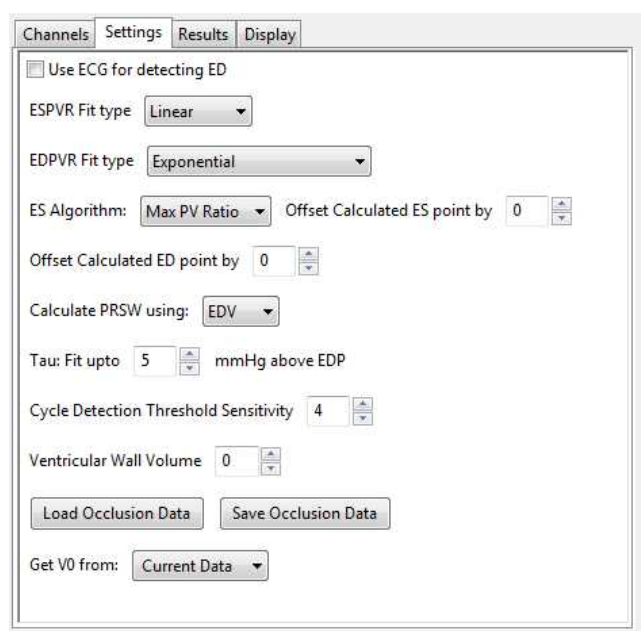 Channels Settings Results Display
Use ECG for detecting ED
ESPVR Fit type Linear
EDPVR Fit type Exponential
ES Algorithm: Max PV Ratio Offset Calculated ES point by 0
Offset Calculated ED point by 0
Calculate PRSW using: EDV
Tau: Fit upto 5 mmHg above EDP
Cycle Detection Threshold Sensitivity 4
Ventricular Wall Volume 0
Load Occlusion Data Save Occlusion Data
Get V0 from: Current Data